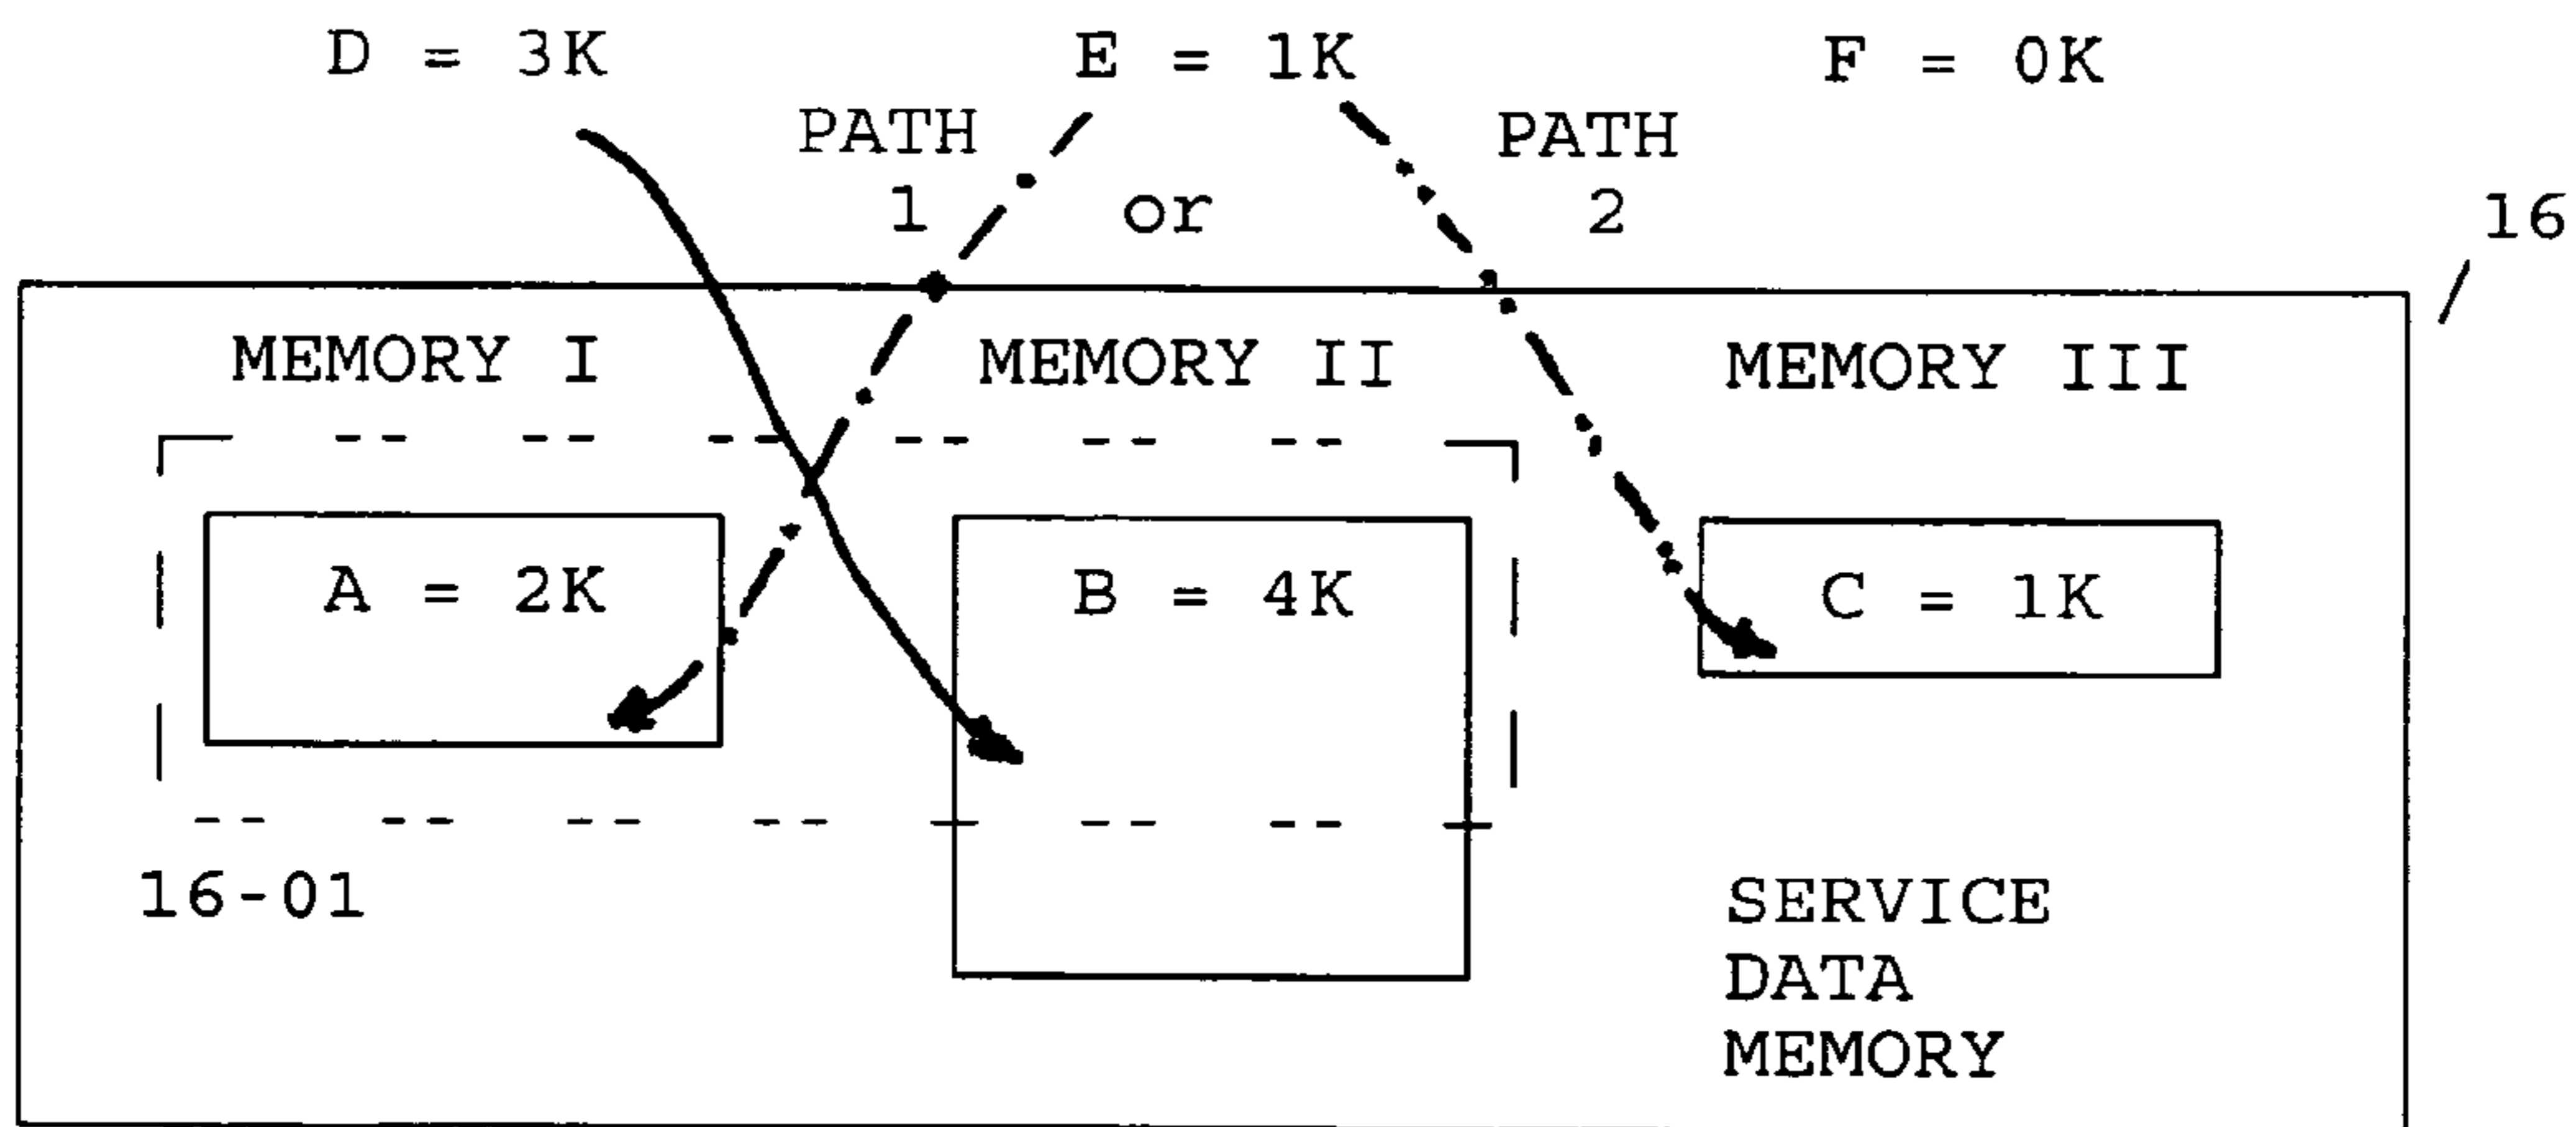 D = 3K E = 1K F = 0K
PATH PATH
1 or 2
16
MEMORY I MEMORY II MEMORY III
A = 2K B = 4K C = 1K
16-01
SERVICE
DATA
MEMORY